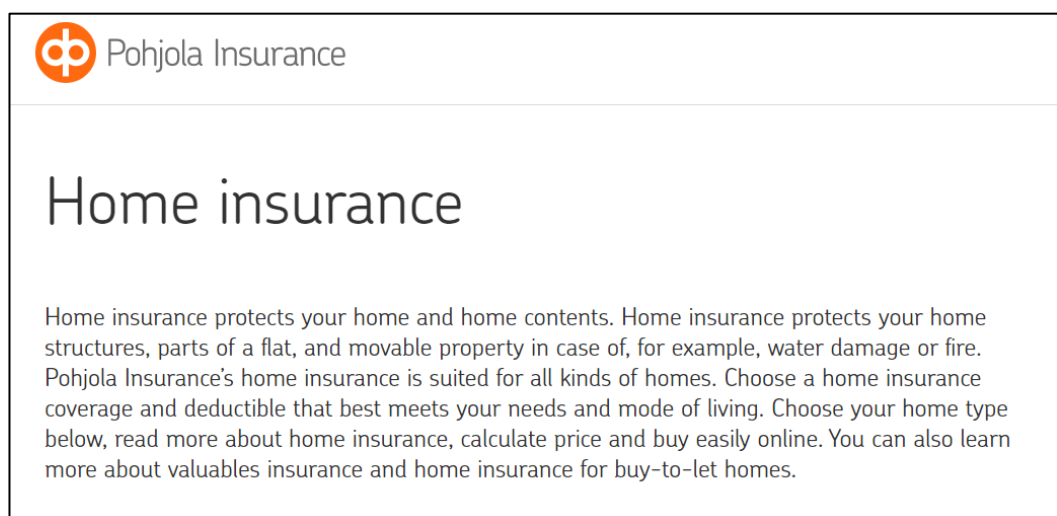 Pohjola Insurance
Home insurance
Home insurance protects your home and home contents. Home insurance protects your home
structures, parts of a flat, and movable property in case of, for example, water damage or fire.
Pohjola Insurance's home insurance is suited for all kinds of homes. Choose a home insurance
coverage and deductible that best meets your needs and mode of living. Choose your home type
below, read more about home insurance, calculate price and buy easily online. You can also learn
more about valuables insurance and home insurance for buy-to-let homes.